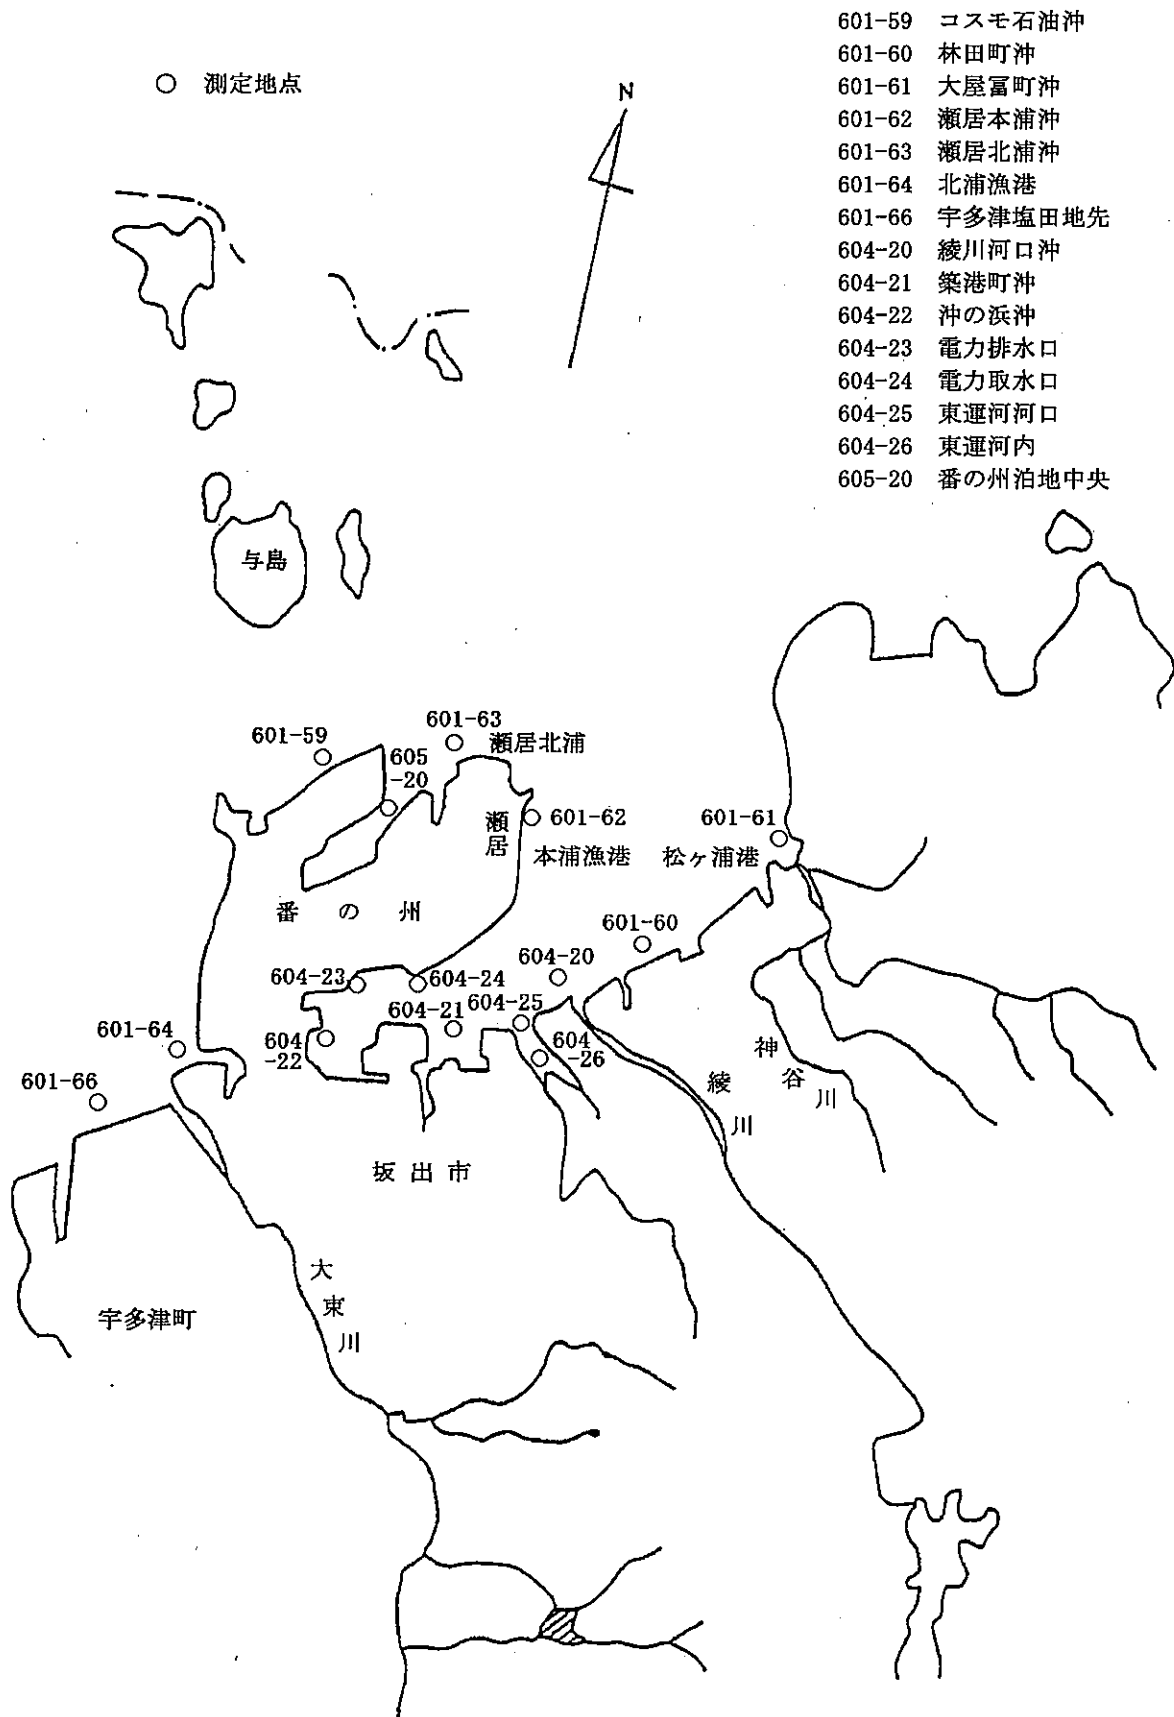 601-59 コスモ石油沖
601-60 林田町沖
601-61 大屋冨町沖
601-62 瀬居本浦沖
601-63 瀬居北浦沖
601-64 北浦漁港
601-66 宇多津塩田地先
604-20 綾川河口沖
604-21 築港町沖
604-22 沖の浜沖
604-23 電力排水口
604-24 電力取水口
604-25 東運河河口
604-26 東運河内
605-20 番の州泊地中央
○ 測定地点
N
与島
601-63
瀬居北浦
601-59
605
-20
瀬居
601-62
本浦漁港
601-61
松ヶ浦港
番の州
601-60
604-20
604-23
604-24
604-21
604-25
604
-22
604
-26
601-64
601-66
神谷川
綾川
坂出市
大東川
宇多津町